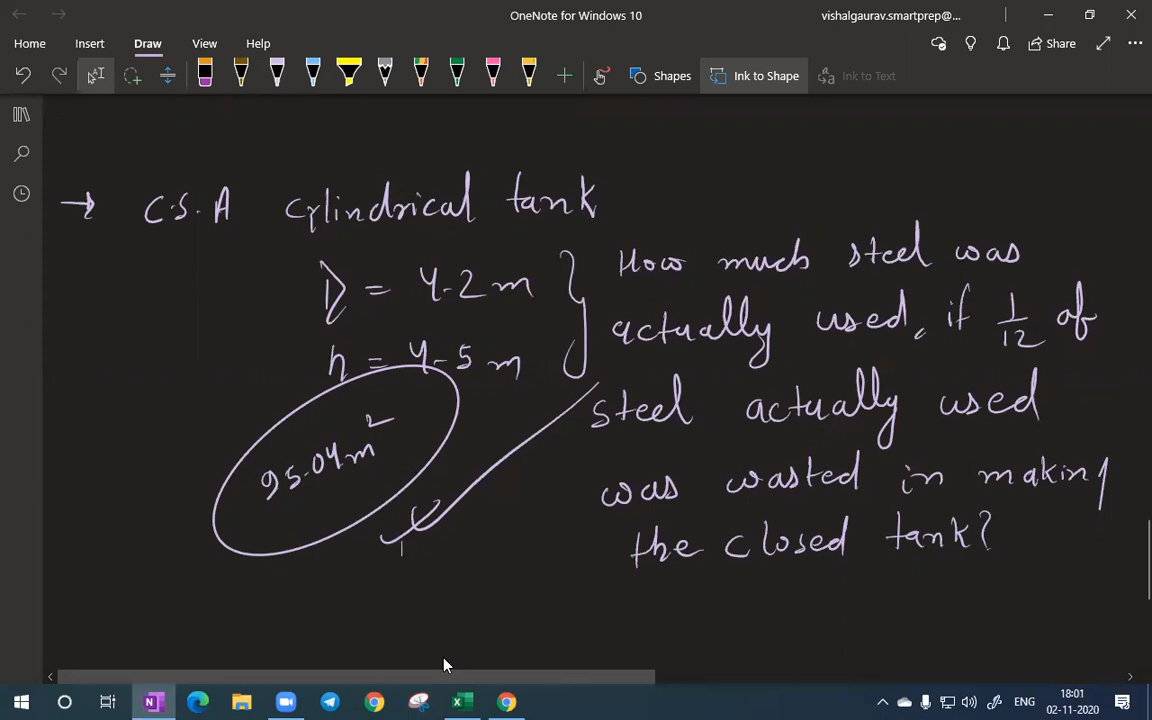 OneNote for Windows 10
vishalgaurav.smartprep@...
Home Insert Draw View Help
Share
Shapes Ink to Shape Ink to Text
→ C.S.A cylindrical tank
D = 4.2 m
h = 4.5 m
95.04 m²
How much steel was
actually used, if 1/12 of
steel actually used
was wasted in making
the closed tank?
ENG
18:01
02-11-2020